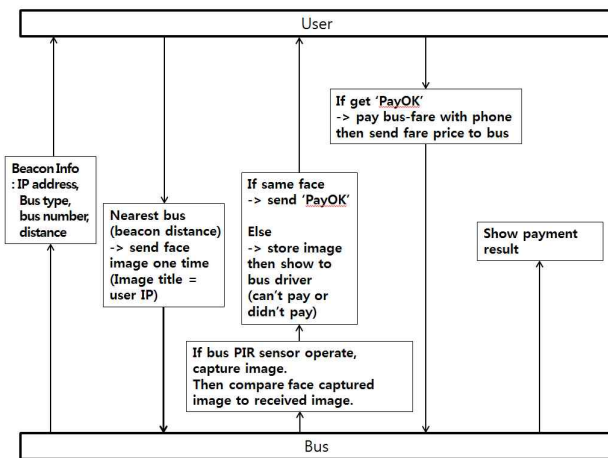 User
Beacon Info
: IP address,
Bus type,
bus number,
distance
Nearest bus
(beacon distance)
-> send face
image one time
(Image title =
user IP)
If same face
-> send 'PayOK'
Else
-> store image
then show to
bus driver
(can't pay or
didn't pay)
If bus PIR sensor operate,
capture image.
Then compare face captured
image to received image.
If get 'PayOK'
-> pay bus-fare with phone
then send fare price to bus
Show payment
result
Bus